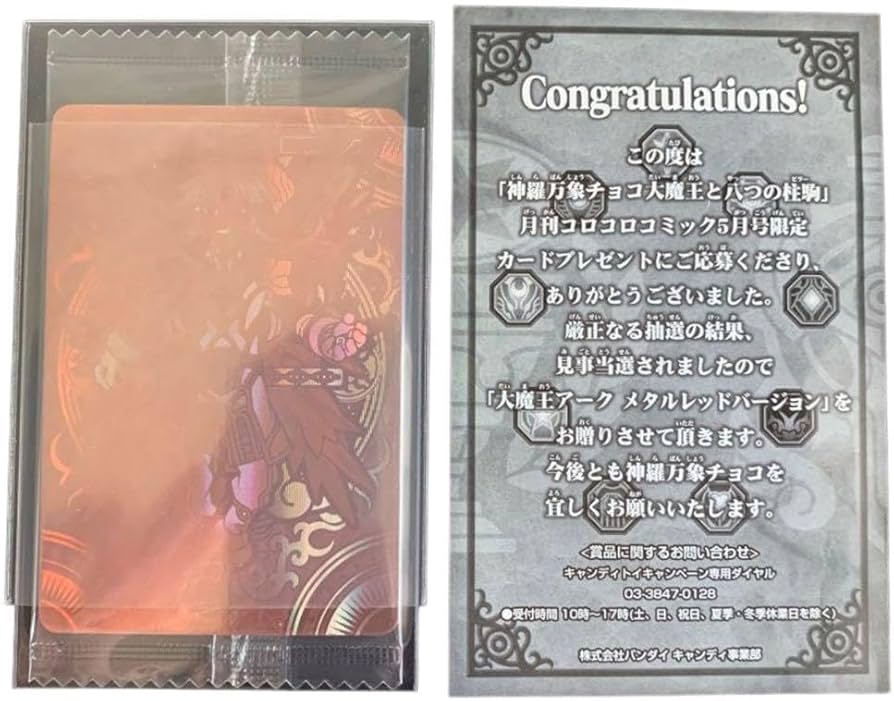 Congratulations!
この度は
「神羅万象チョコ大魔王と八つの柱駒」
月刊コロコロコミック5月号限定
カードプレゼントにご応募くださり、
ありがとうございました。
厳正なる抽選の結果、
見事当選されましたので
「大魔王アーク メタルレッドバージョン」を
お贈りさせて頂きます。
今後とも神羅万象チョコを
宜しくお願いいたします。
<賞品に関するお問い合わせ>
キャンディトイキャンペーン専用ダイヤル
03-3847-0128
●受付時間 10時〜17時(土、日、祝日、夏季・冬季休業日を除く)
株式会社バンダイ キャンディ事業部